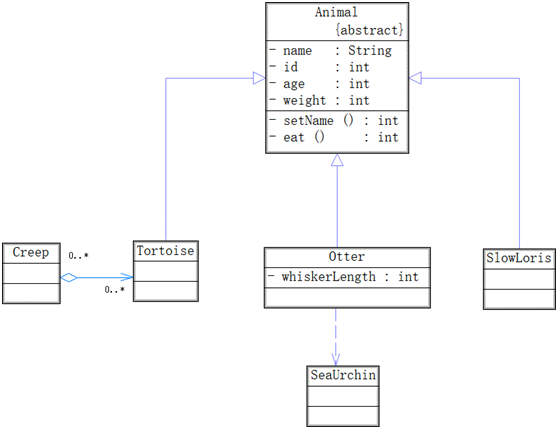 Animal
{abstract}
- name : String
- id : int
- age : int
- weight : int
- setName () : int
- eat () : int
Creep
0..*
0..*
Tortoise
Otter
- whiskerLength : int
SlowLoris
SeaUrchin